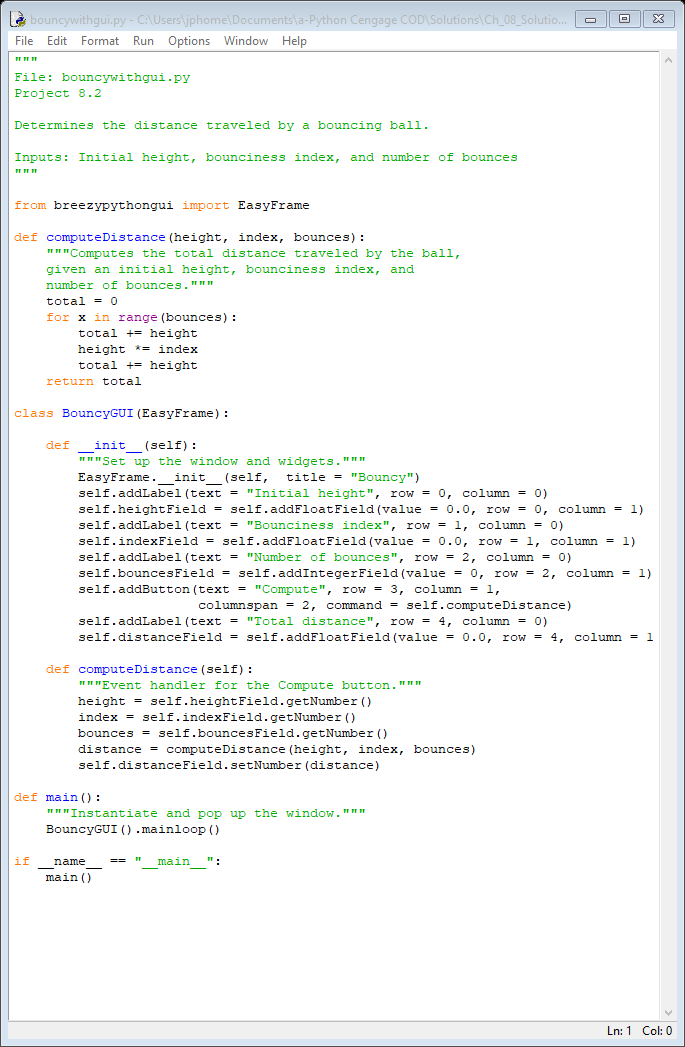 bouncywithgui.py - C:\Users\jphome\Documents\a-Python Cengage COD\Solutions\Ch_08_Solutio...
File Edit Format Run Options Window Help
"""
File: bouncywithgui.py
Project 8.2

Determines the distance traveled by a bouncing ball.

Inputs: Initial height, bounciness index, and number of bounces
"""

from breezypythongui import EasyFrame

def computeDistance(height, index, bounces):
    """Computes the total distance traveled by the ball,
    given an initial height, bounciness index, and
    number of bounces."""
    total = 0
    for x in range(bounces):
        total += height
        height *= index
        total += height
    return total

class BouncyGUI(EasyFrame):

    def __init__(self):
        """Set up the window and widgets."""
        EasyFrame.__init__(self,  title = "Bouncy")
        self.addLabel(text = "Initial height", row = 0, column = 0)
        self.heightField = self.addFloatField(value = 0.0, row = 0, column = 1)
        self.addLabel(text = "Bounciness index", row = 1, column = 0)
        self.indexField = self.addFloatField(value = 0.0, row = 1, column = 1)
        self.addLabel(text = "Number of bounces", row = 2, column = 0)
        self.bouncesField = self.addIntegerField(value = 0, row = 2, column = 1)
        self.addButton(text = "Compute", row = 3, column = 1,
                       columnspan = 2, command = self.computeDistance)
        self.addLabel(text = "Total distance", row = 4, column = 0)
        self.distanceField = self.addFloatField(value = 0.0, row = 4, column = 1

    def computeDistance(self):
        """Event handler for the Compute button."""
        height = self.heightField.getNumber()
        index = self.indexField.getNumber()
        bounces = self.bouncesField.getNumber()
        distance = computeDistance(height, index, bounces)
        self.distanceField.setNumber(distance)

def main():
    """Instantiate and pop up the window."""
    BouncyGUI().mainloop()

if __name__ == "__main__":
    main()
Ln: 1 Col: 0